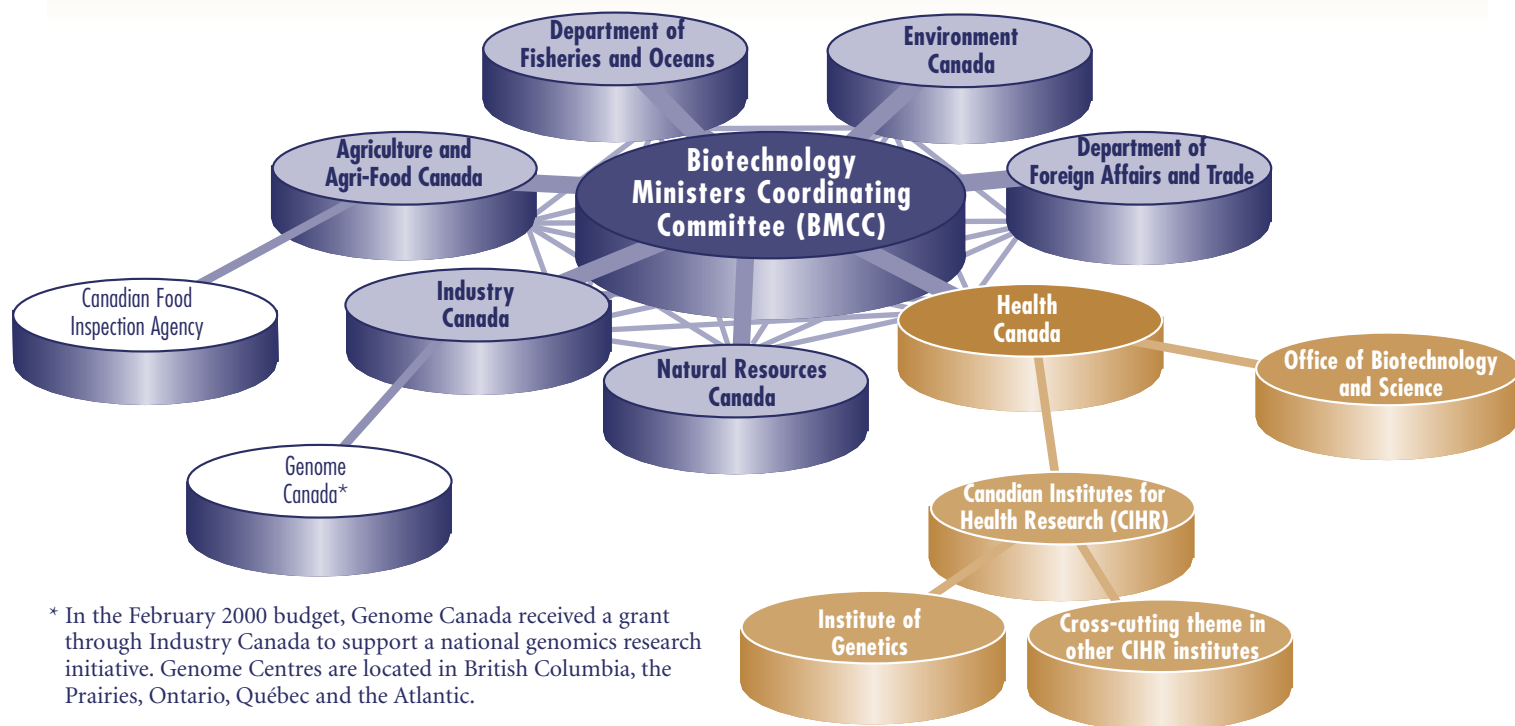 Department of
Fisheries and Oceans
Environment
Canada
Agriculture and
Agri-Food Canada
Biotechnology
Ministers Coordinating
Committee (BMCC)
Department of
Foreign Affairs and Trade
Canadian Food
Inspection Agency
Industry
Canada
Health
Canada
Natural Resources
Canada
Office of Biotechnology
and Science
Genome
Canada*
Canadian Institutes for
Health Research (CIHR)
Institute of
Genetics
Cross-cutting theme in
other CIHR institutes
* In the February 2000 budget, Genome Canada received a grant
through Industry Canada to support a national genomics research
initiative. Genome Centres are located in British Columbia, the
Prairies, Ontario, Québec and the Atlantic.